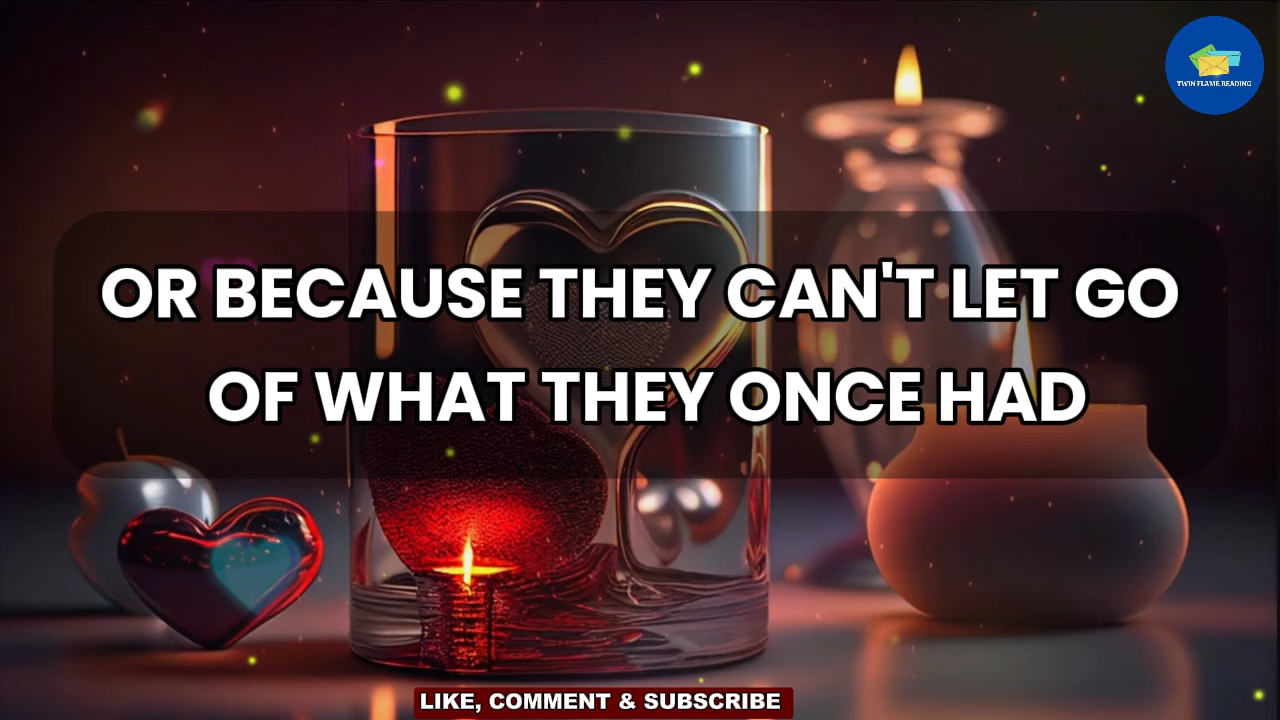 TWIN FLAME READING
OR BECAUSE THEY CAN'T LET GO
OF WHAT THEY ONCE HAD
LIKE, COMMENT & SUBSCRIBE